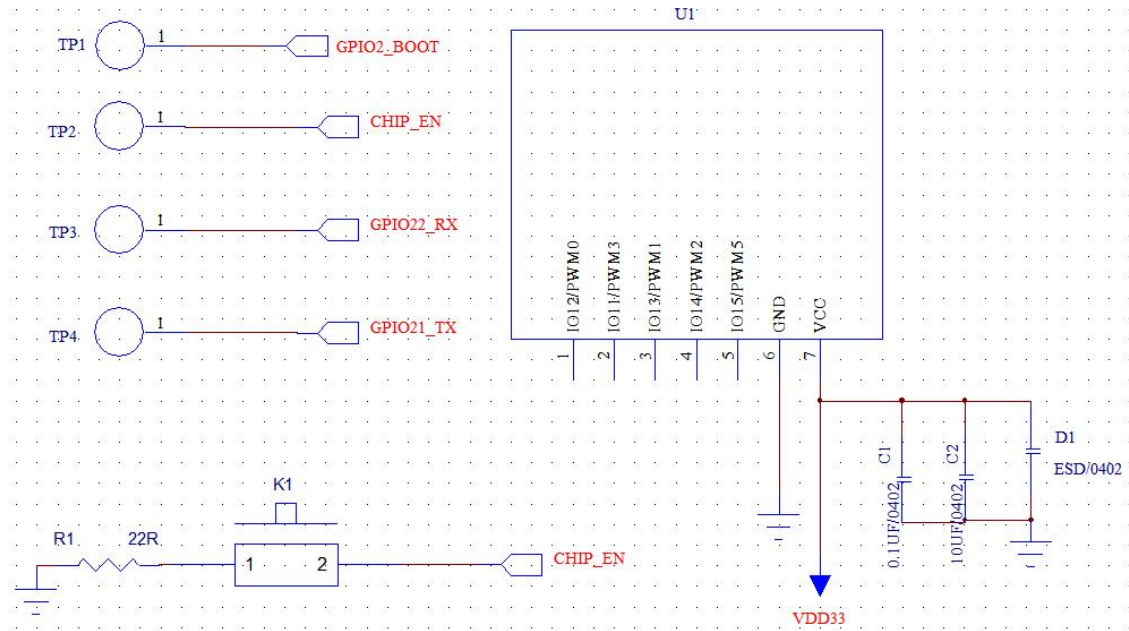 U1
TP1
1
GPIO2_BOOT
TP2
1
CHIP_EN
TP3
1
GPIO22_RX
TP4
1
GPIO21_TX
IO12/PWM0
IO11/PWM3
IO13/PWM1
IO14/PWM2
IO15/PWM5
GND
VCC
1
2
3
4
5
6
7
C1
0.1UF/0402
C2
10UF/0402
D1
ESD/0402
VDD33
K1
R1
22R
1
2
CHIP_EN